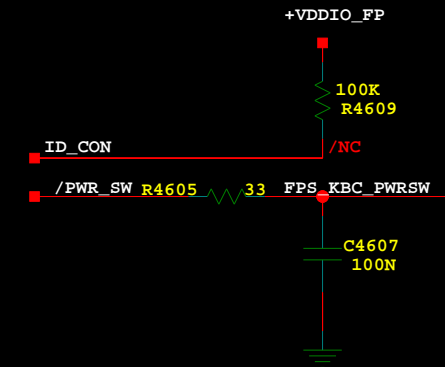 +VDDIO_FP
100K
R4609
ID_CON
/NC
/PWR_SW R4605 33 FPS_KBC_PWRSW
C4607
100N